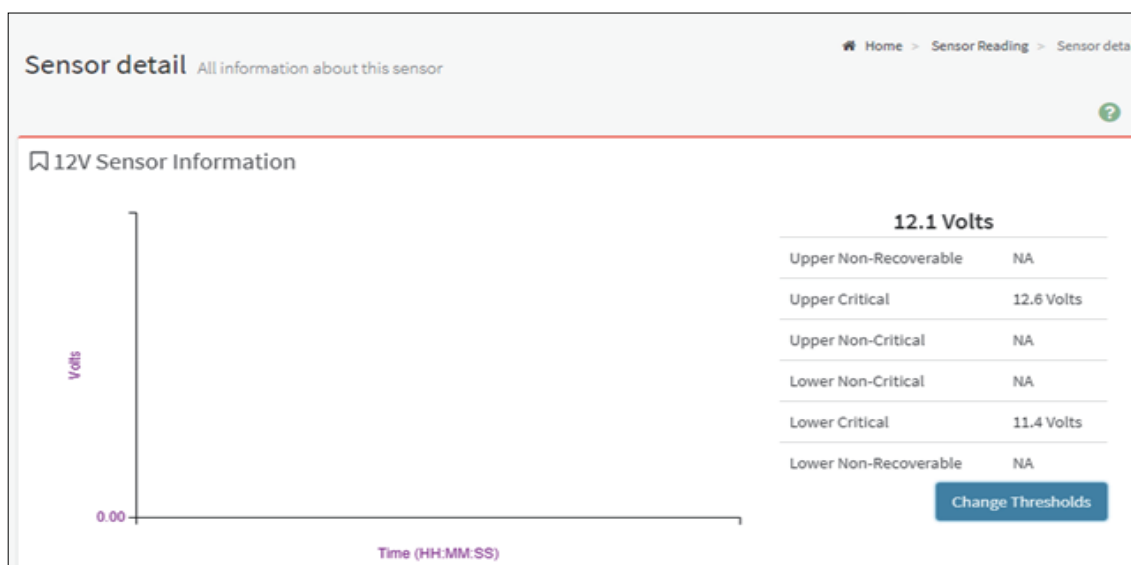 Home > Sensor Reading > Sensor deta
Sensor detail All information about this sensor
12V Sensor Information
12.1 Volts
Upper Non-Recoverable NA
Upper Critical 12.6 Volts
Upper Non-Critical NA
Lower Non-Critical NA
Lower Critical 11.4 Volts
Lower Non-Recoverable NA
Change Thresholds
Volts
0.00
Time (HH:MM:SS)